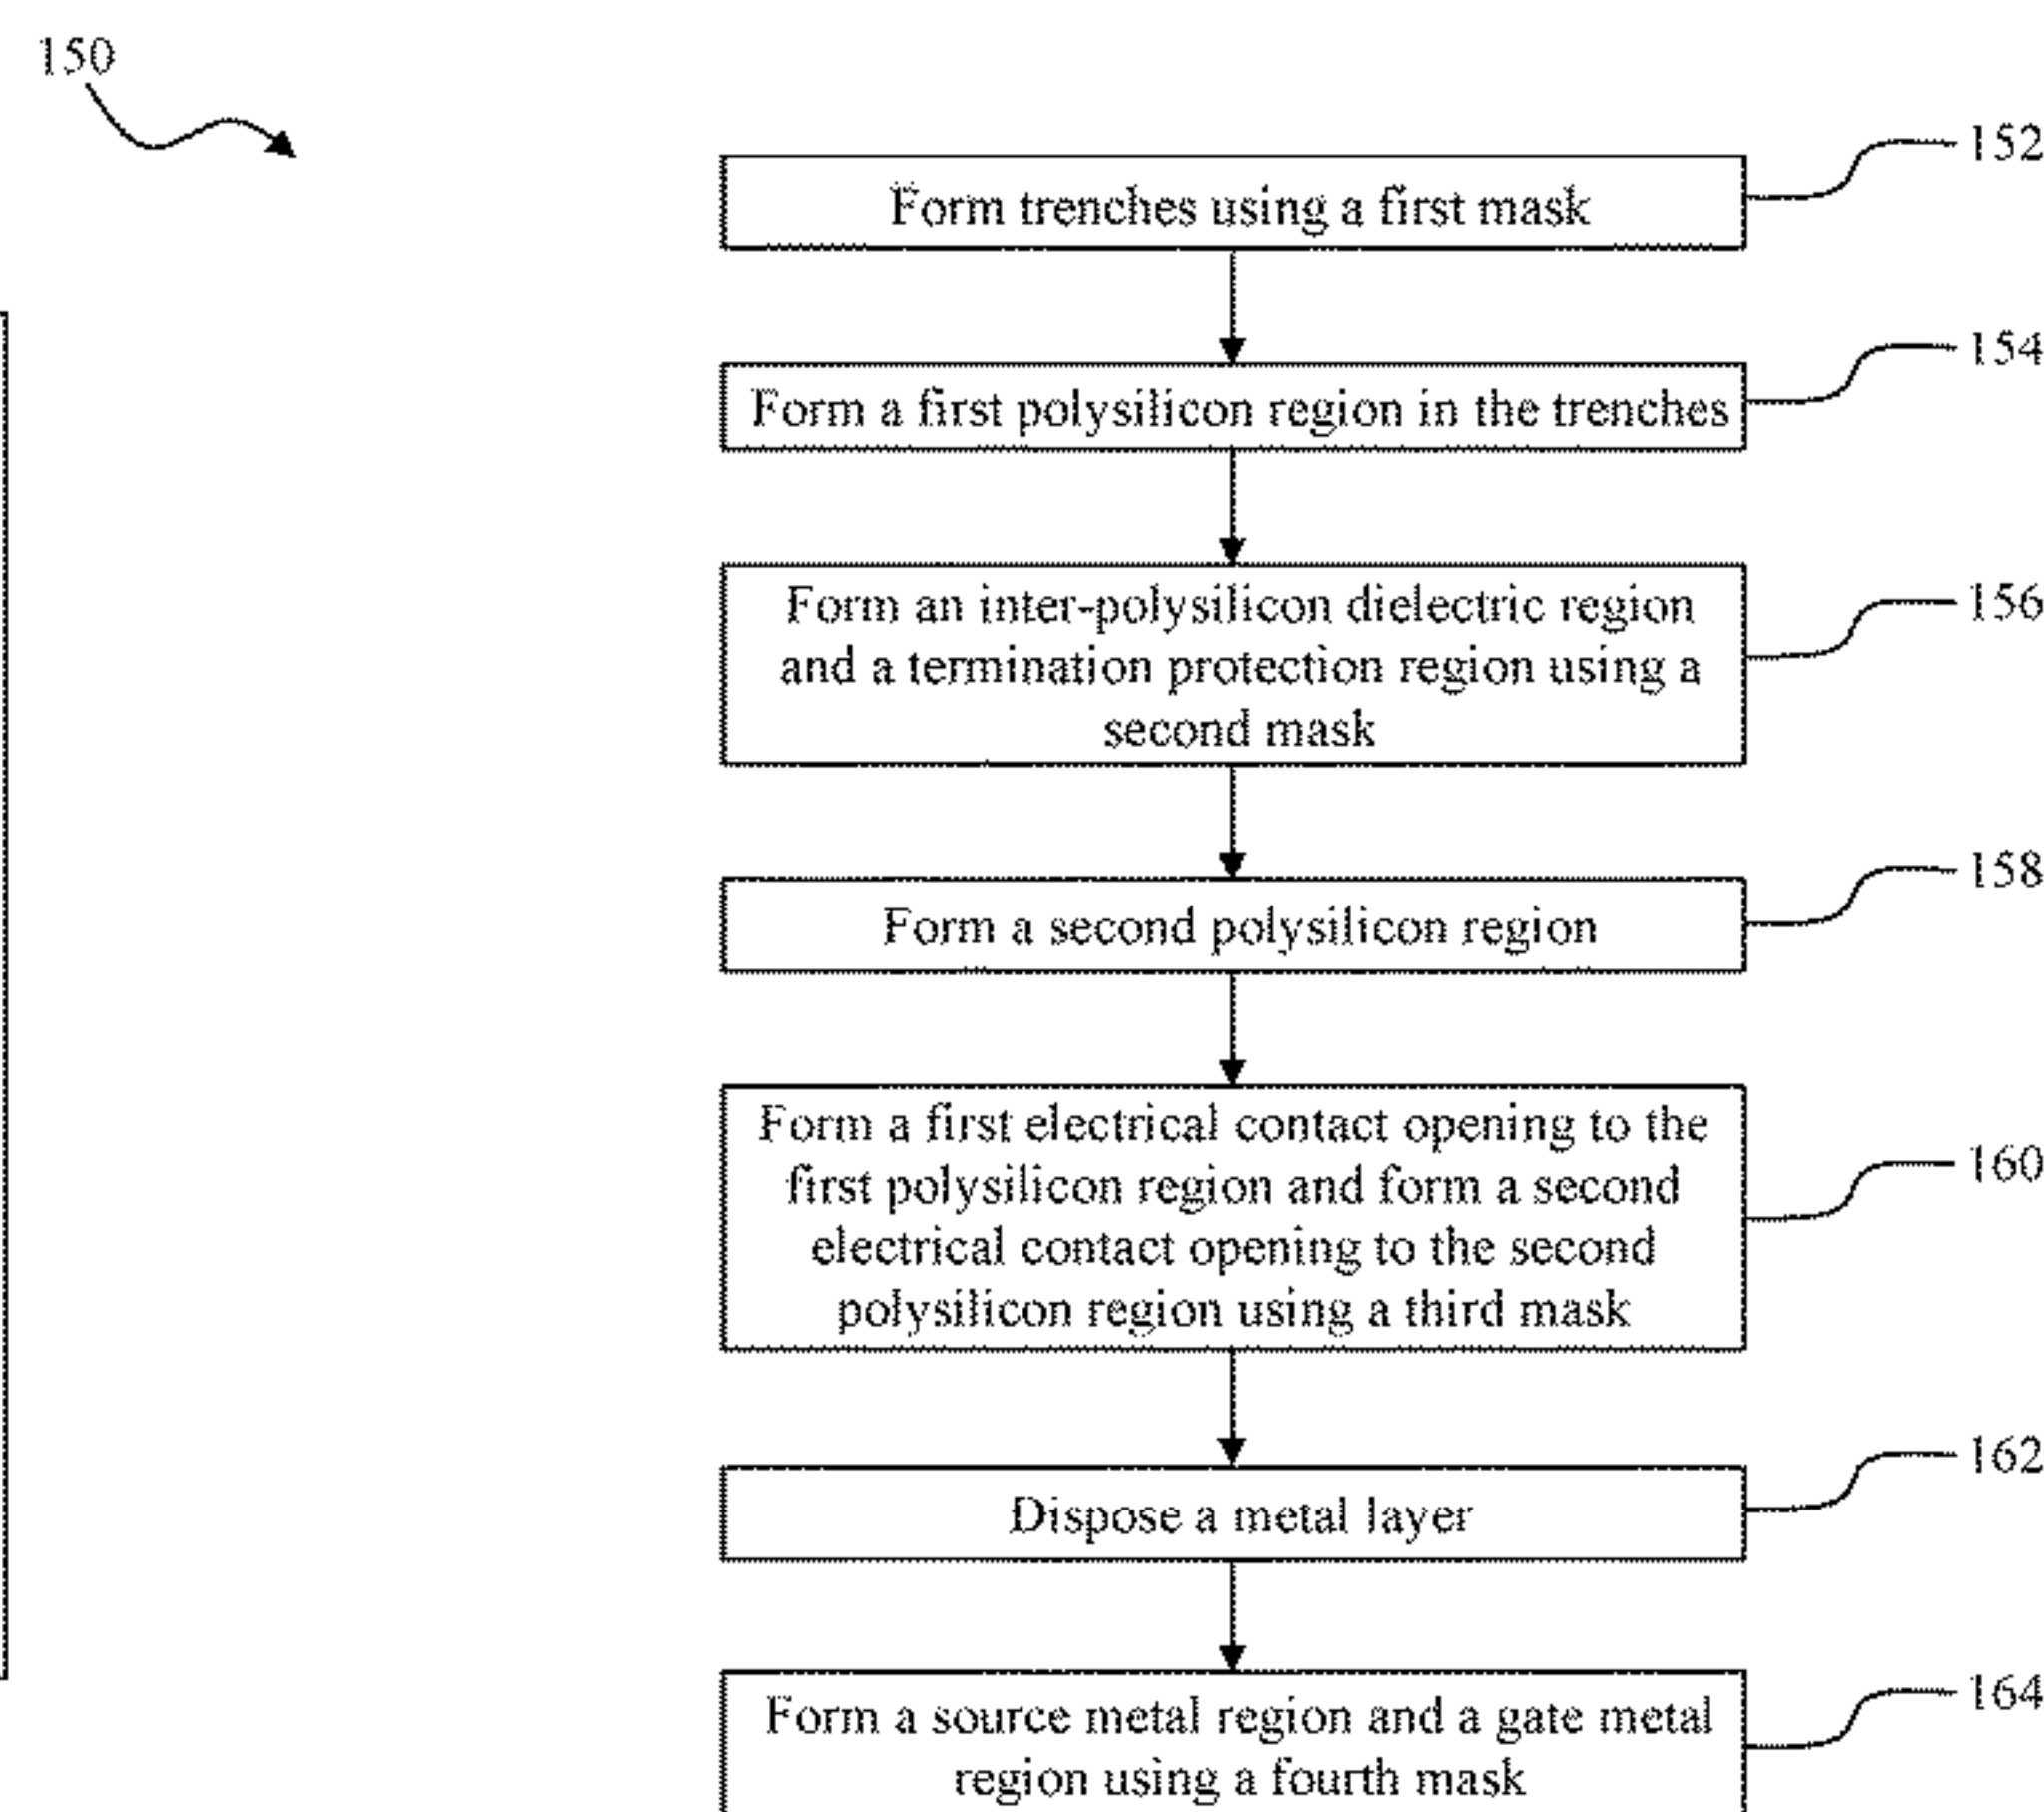 150
152
Form trenches using a first mask
154
Form a first polysilicon region in the trenches
156
Form an inter-polysilicon dielectric region
and a termination protection region using a
second mask
158
Form a second polysilicon region
160
Form a first electrical contact opening to the
first polysilicon region and form a second
electrical contact opening to the second
polysilicon region using a third mask
162
Dispose a metal layer
164
Form a source metal region and a gate metal
region using a fourth mask